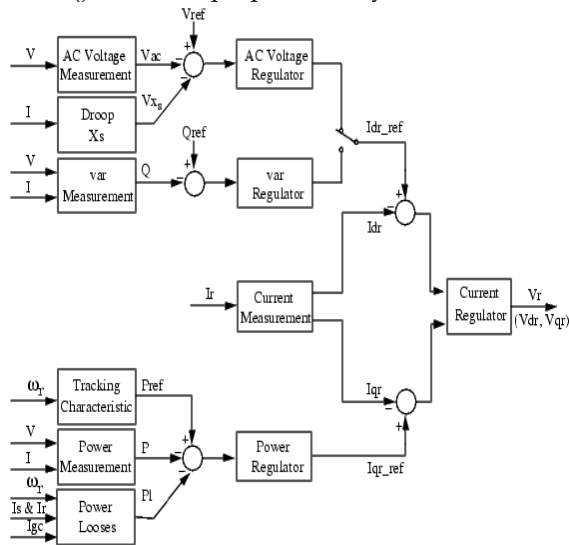 Vref
V
AC Voltage
Measurement
Vac
AC Voltage
Regulator
+
−
−
I
Droop
Xs
Vxs
Idr_ref
Qref
V
I
var
Measurement
Q
+
−
var
Regulator
+
−
Idr
Ir
Current
Measurement
Current
Regulator
Vr
(Vdr, Vqr)
Iqr
−
+
ωr
Tracking
Characteristic
Pref
V
I
Power
Measurement
P
+
−
−
Power
Regulator
Iqr_ref
ωr
Is & Ir
Igc
Power
Looses
Pl